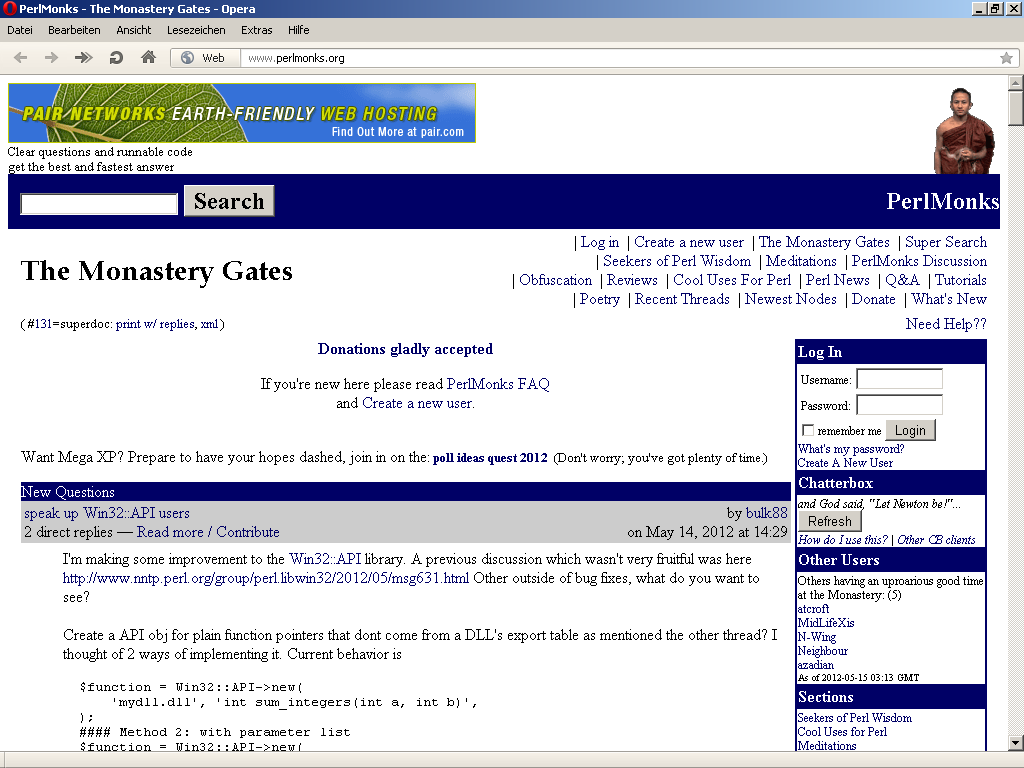 PerlMonks - The Monastery Gates - Opera
Datei Bearbeiten Ansicht Lesezeichen Extras Hilfe
Web www.perlmonks.org
PAIR NETWORKS EARTH-FRIENDLY WEB HOSTING
Find Out More at pair.com
Clear questions and runnable code
get the best and fastest answer
Search
PerlMonks
The Monastery Gates
| Log in | Create a new user | The Monastery Gates | Super Search
| Seekers of Perl Wisdom | Meditations | PerlMonks Discussion
| Obfuscation | Reviews | Cool Uses For Perl | Perl News | Q&A | Tutorials
| Poetry | Recent Threads | Newest Nodes | Donate | What's New
( #131=superdoc: print w/ replies, xml )
Need Help??
Donations gladly accepted
If you're new here please read PerlMonks FAQ
and Create a new user.
Want Mega XP? Prepare to have your hopes dashed, join in on the: poll ideas quest 2012 (Don't worry; you've got plenty of time.)
New Questions
speak up Win32::API users
by bulk88
2 direct replies — Read more / Contribute
on May 14, 2012 at 14:29
I'm making some improvement to the Win32::API library. A previous discussion which wasn't very fruitful was here
http://www.nntp.perl.org/group/perl.libwin32/2012/05/msg631.html Other outside of bug fixes, what do you want to
see?
Create a API obj for plain function pointers that dont come from a DLL's export table as mentioned the other thread? I
thought of 2 ways of implementing it. Current behavior is
$function = Win32::API->new(
'mydll.dll', 'int sum_integers(int a, int b)',
);
#### Method 2: with parameter list
$function = Win32::API->new(
Log In
Username:
Password:
remember me Login
What's my password?
Create A New User
Chatterbox
and God said, "Let Newton be!"...
Refresh
How do I use this? | Other CB clients
Other Users
Others having an uproarious good time
at the Monastery: (5)
atcroft
MidLifeXis
N-Wing
Neighbour
azadian
As of 2012-05-15 03:13 GMT
Sections
Seekers of Perl Wisdom
Cool Uses for Perl
Meditations